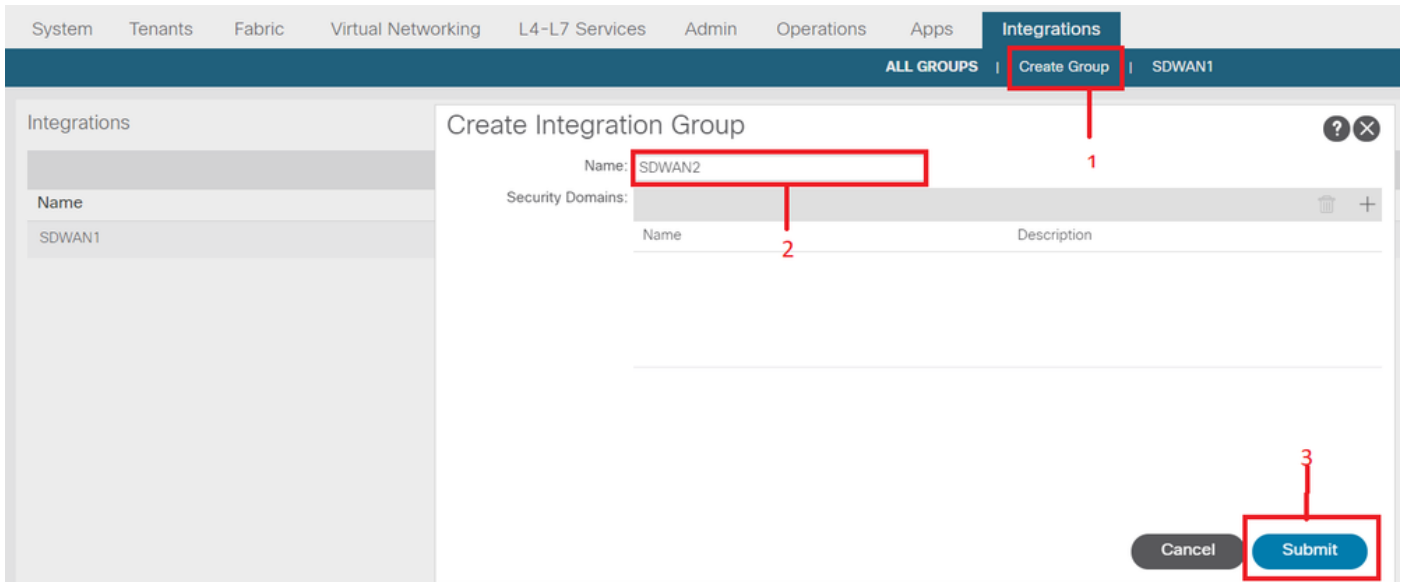 System Tenants Fabric Virtual Networking L4-L7 Services Admin Operations Apps Integrations
ALL GROUPS | Create Group | SDWAN1
Integrations
Name
SDWAN1
Create Integration Group
1
Name: SDWAN2
Security Domains:
2
Name Description
3
Cancel Submit